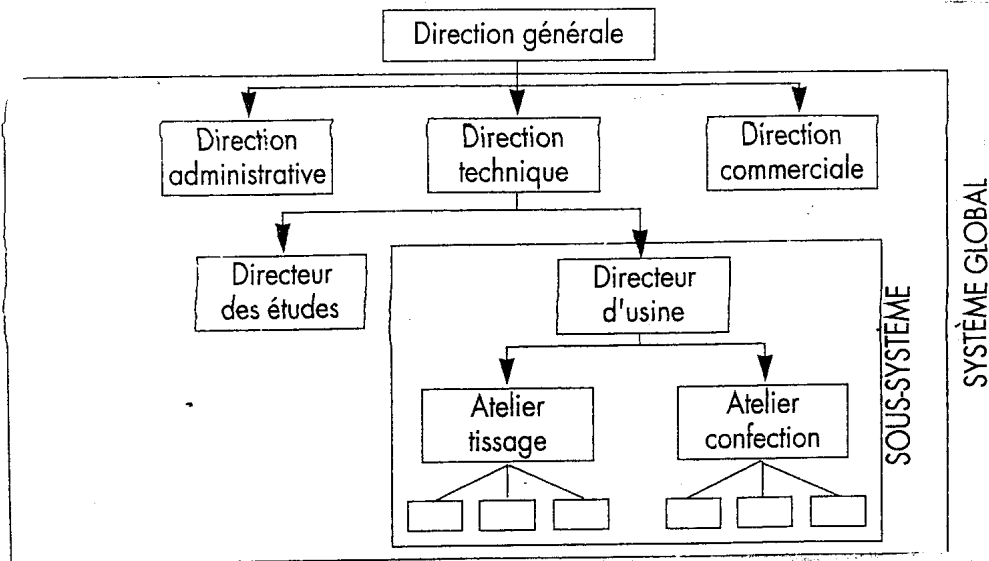 Direction générale
Direction
administrative
Direction
technique
Direction
commerciale
Directeur
des études
Directeur
d'usine
Atelier
tissage
Atelier
confection
SOUS-SYSTÈME
SYSTÈME GLOBAL